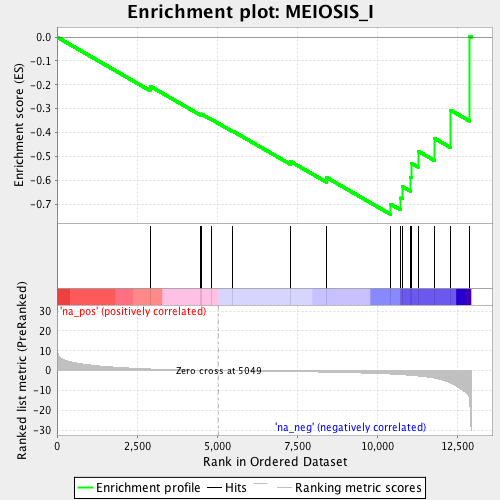 Enrichment plot: MEIOSIS_I
Enrichment score (ES)
0.0
-0.1
-0.2
-0.3
-0.4
-0.5
-0.6
-0.7
'na_pos' (positively correlated)
Ranked list metric (PreRanked)
30
20
10
0
-10
-20
-30
Zero cross at 5049
'na_neg' (negatively correlated)
0 2,500 5,000 7,500 10,000 12,500
Rank in Ordered Dataset
Enrichment profile Hits Ranking metric scores